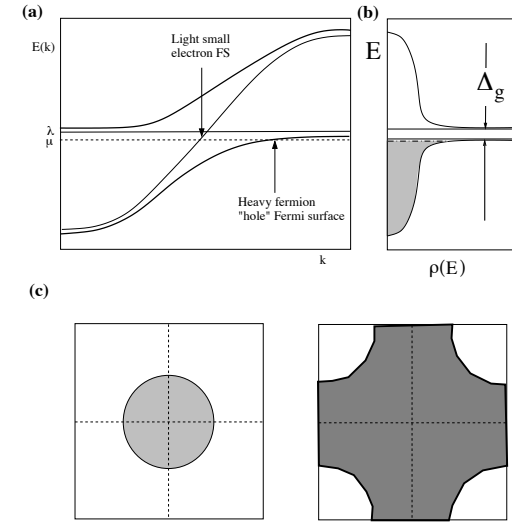 (a)
(b)
E(k)
Light small
electron FS
λ
μ
Heavy fermion
"hole" Fermi surface
k
E
Δg
ρ(E)
(c)